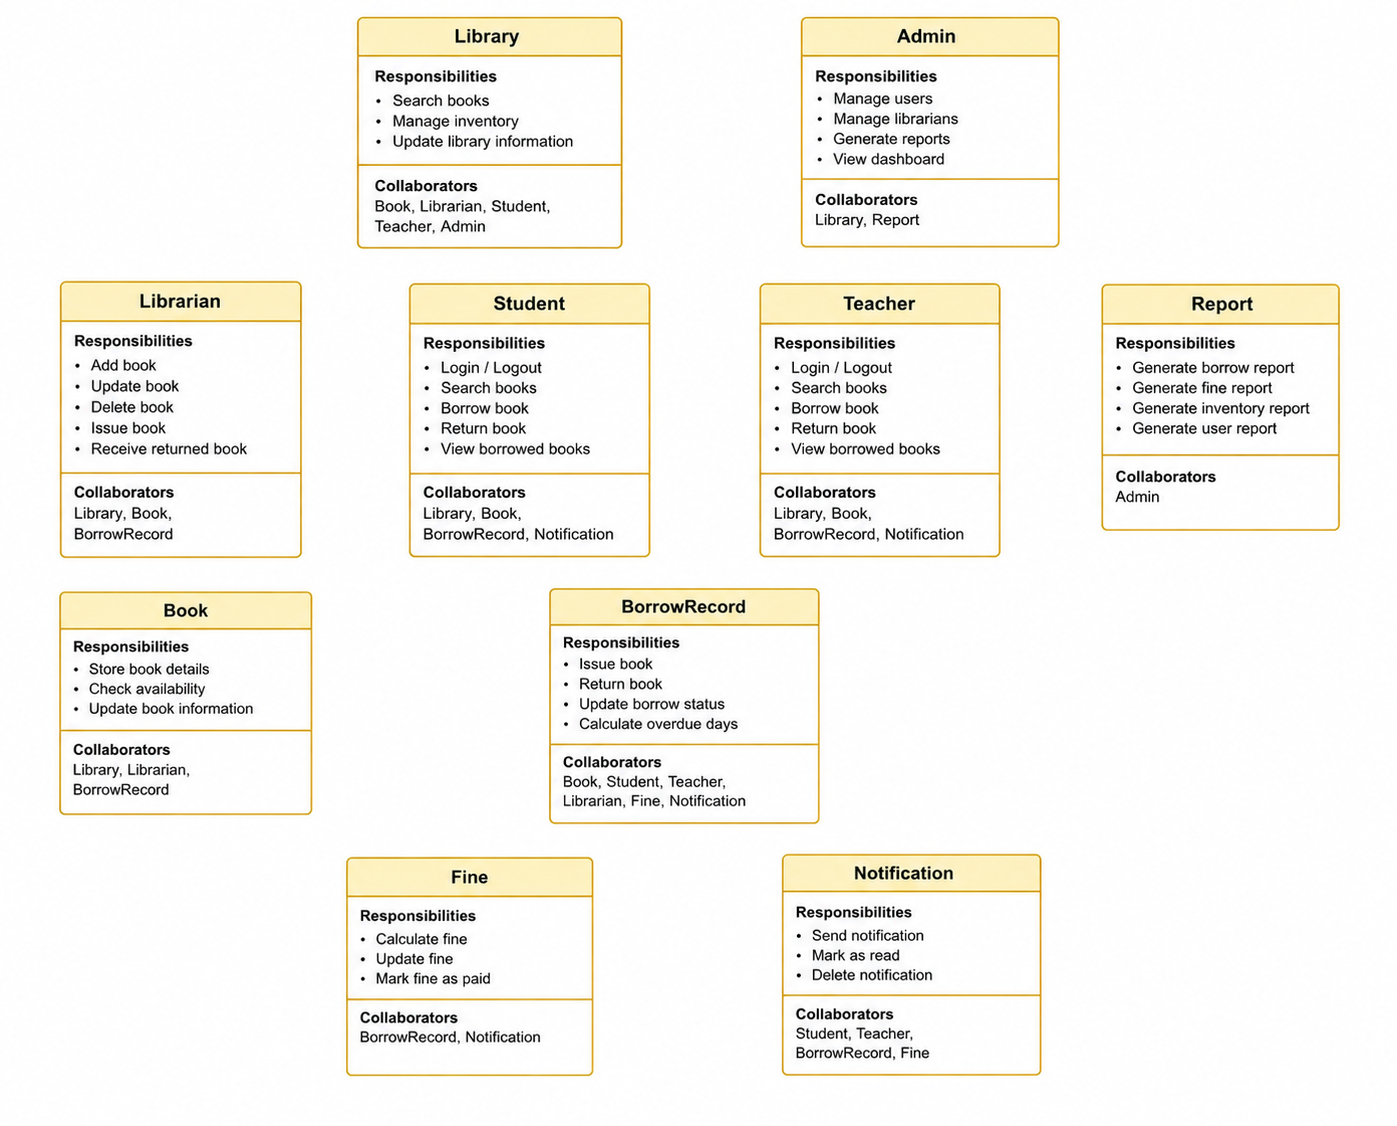 Library
Responsibilities
• Search books
• Manage inventory
• Update library information
Collaborators
Book, Librarian, Student,
Teacher, Admin
Admin
Responsibilities
• Manage users
• Manage librarians
• Generate reports
• View dashboard
Collaborators
Library, Report
Librarian
Responsibilities
• Add book
• Update book
• Delete book
• Issue book
• Receive returned book
Collaborators
Library, Book,
BorrowRecord
Student
Responsibilities
• Login / Logout
• Search books
• Borrow book
• Return book
• View borrowed books
Collaborators
Library, Book,
BorrowRecord, Notification
Teacher
Responsibilities
• Login / Logout
• Search books
• Borrow book
• Return book
• View borrowed books
Collaborators
Library, Book,
BorrowRecord, Notification
Report
Responsibilities
• Generate borrow report
• Generate fine report
• Generate inventory report
• Generate user report
Collaborators
Admin
Book
Responsibilities
• Store book details
• Check availability
• Update book information
Collaborators
Library, Librarian,
BorrowRecord
BorrowRecord
Responsibilities
• Issue book
• Return book
• Update borrow status
• Calculate overdue days
Collaborators
Book, Student, Teacher,
Librarian, Fine, Notification
Fine
Responsibilities
• Calculate fine
• Update fine
• Mark fine as paid
Collaborators
BorrowRecord, Notification
Notification
Responsibilities
• Send notification
• Mark as read
• Delete notification
Collaborators
Student, Teacher,
BorrowRecord, Fine